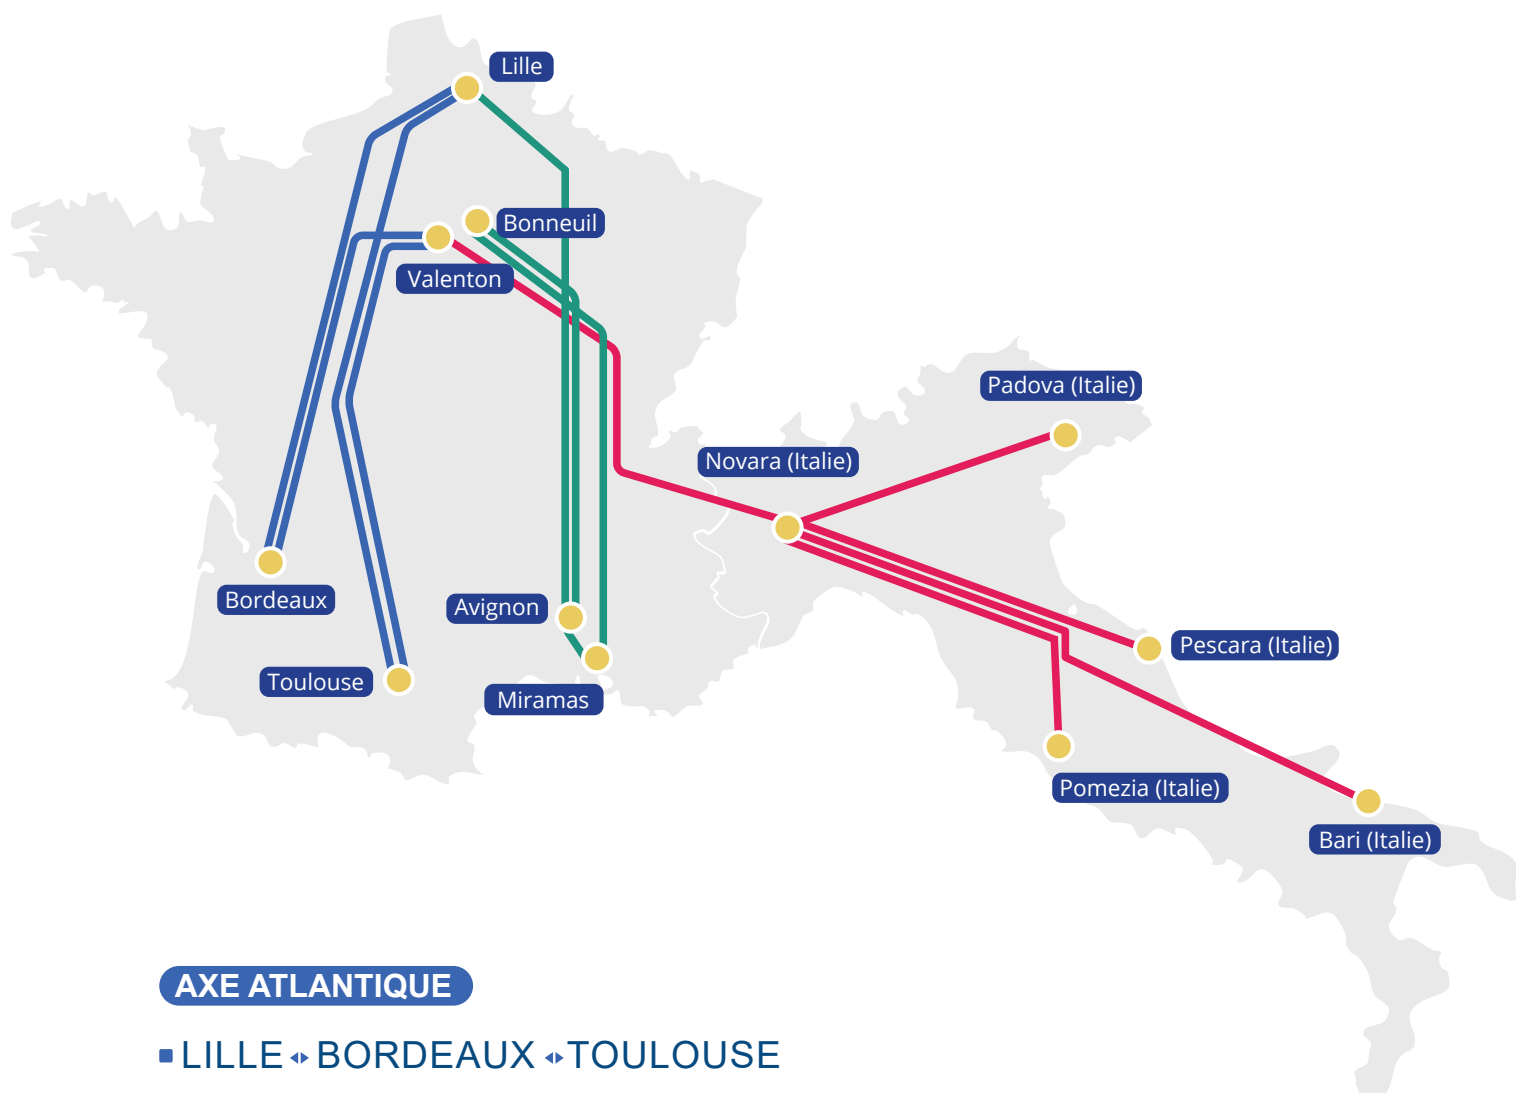 Lille
Bonneuil
Valenton
Padova (Italie)
Novara (Italie)
Bordeaux
Avignon
Pescara (Italie)
Toulouse
Miramas
Pomezia (Italie)
Bari (Italie)
AXE ATLANTIQUE
LILLE BORDEAUX TOULOUSE